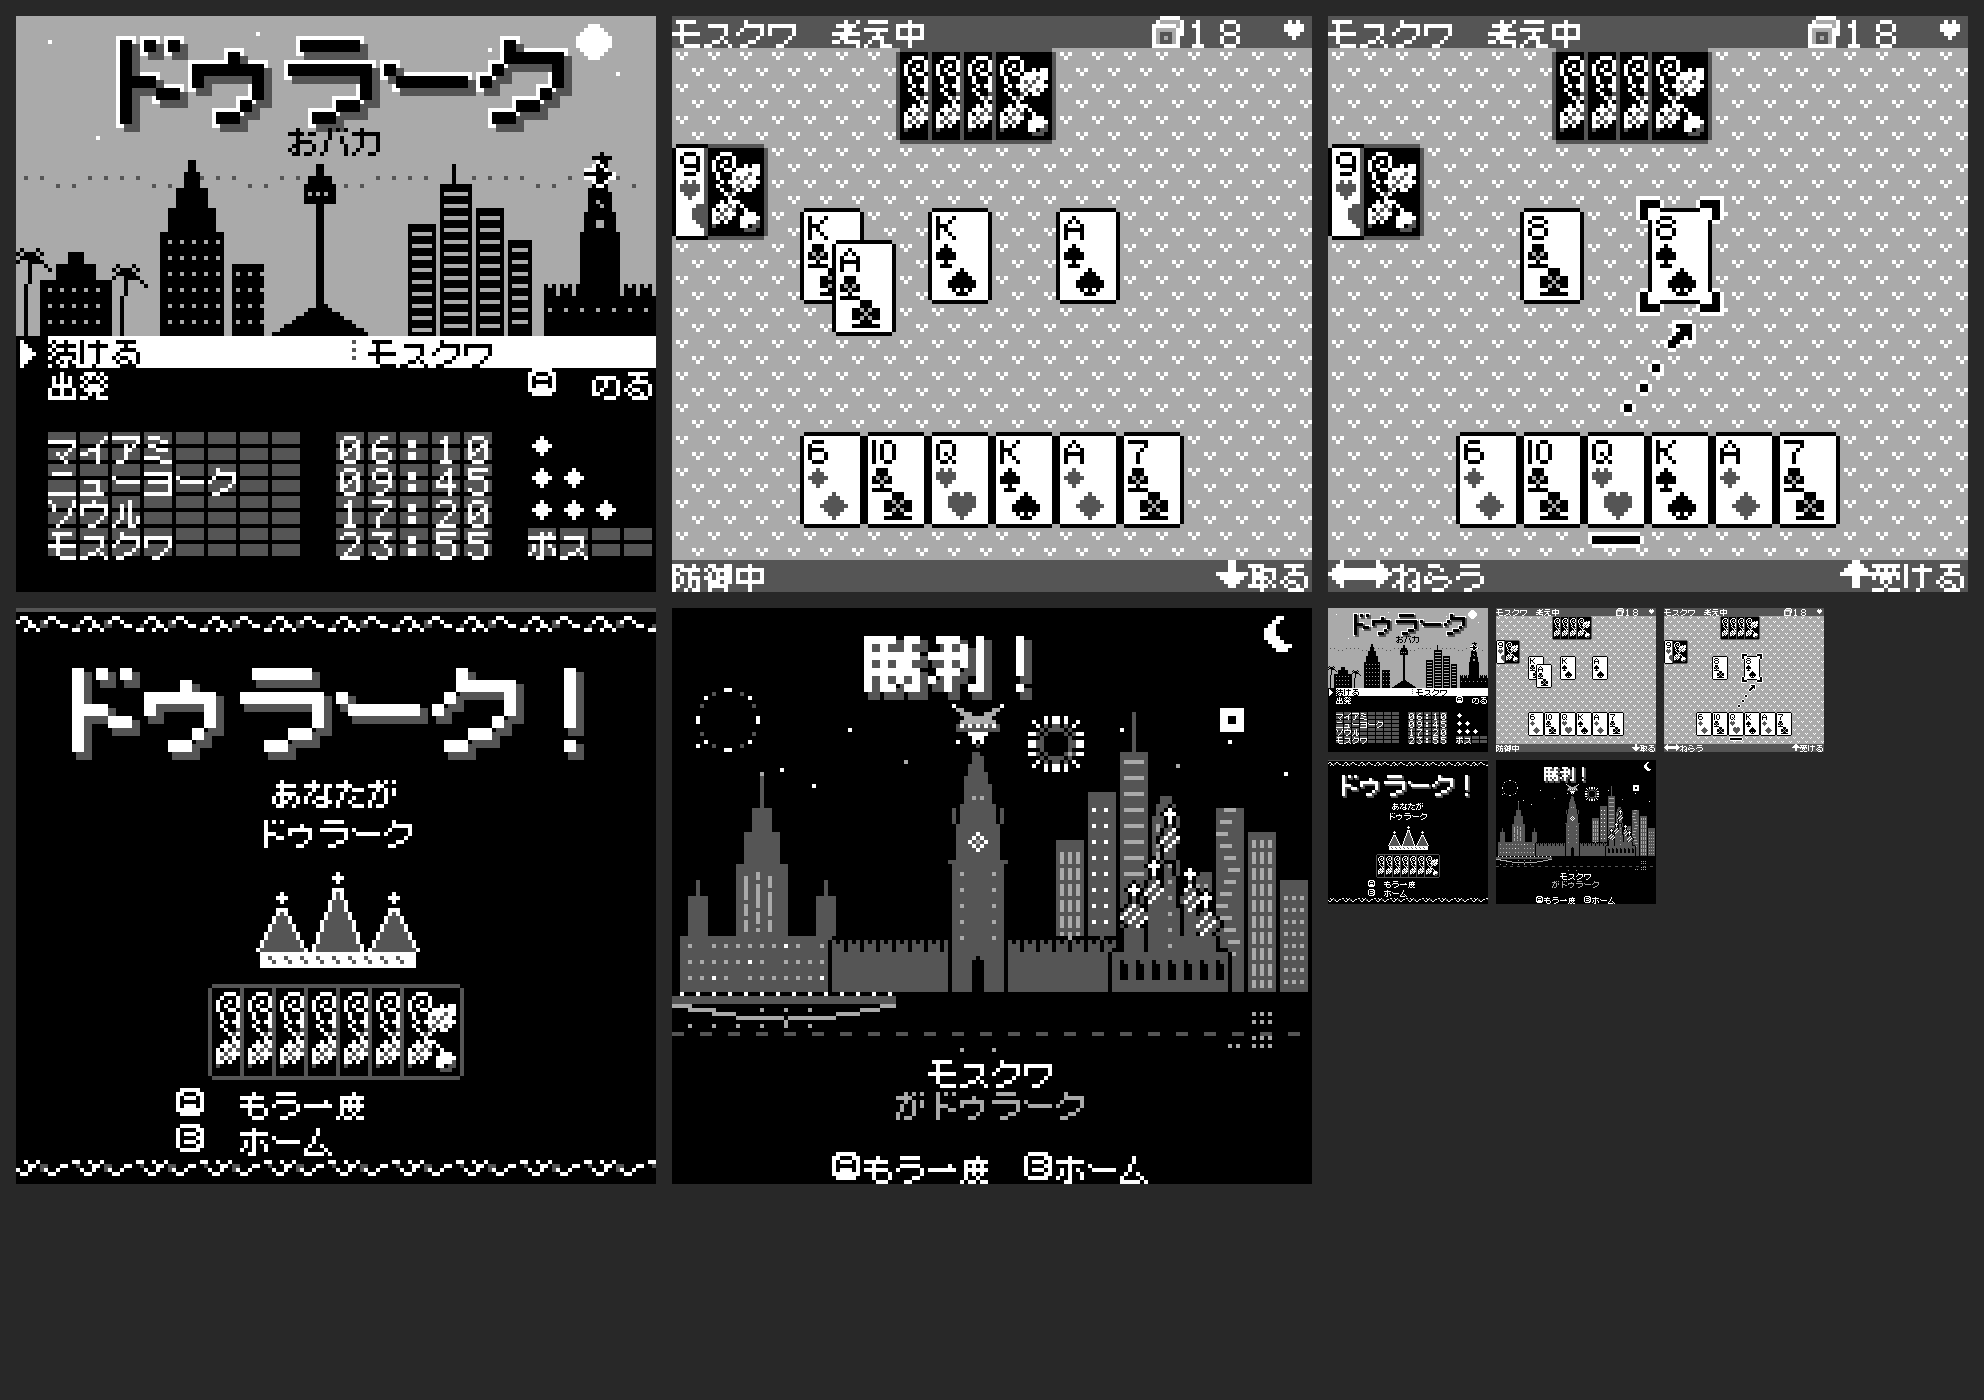 ドゥラーク
おバカ
続ける モスクワ
出発 A のる
マイアミ 06:10
ニューヨーク 09:45
ソウル 17:20
モスクワ 23:55 ボス
モスクワ 考え中 18
9
K A K A
6 10 Q K A 7
防御中 取る
モスクワ 考え中 18
9
8 8
6 10 Q K A 7
ねらう 受ける
ドゥラーク!
あなたが
ドゥラーク
A もう一度
B ホーム
勝利!
モスクワ
がドゥラーク
Aもう一度 Bホーム